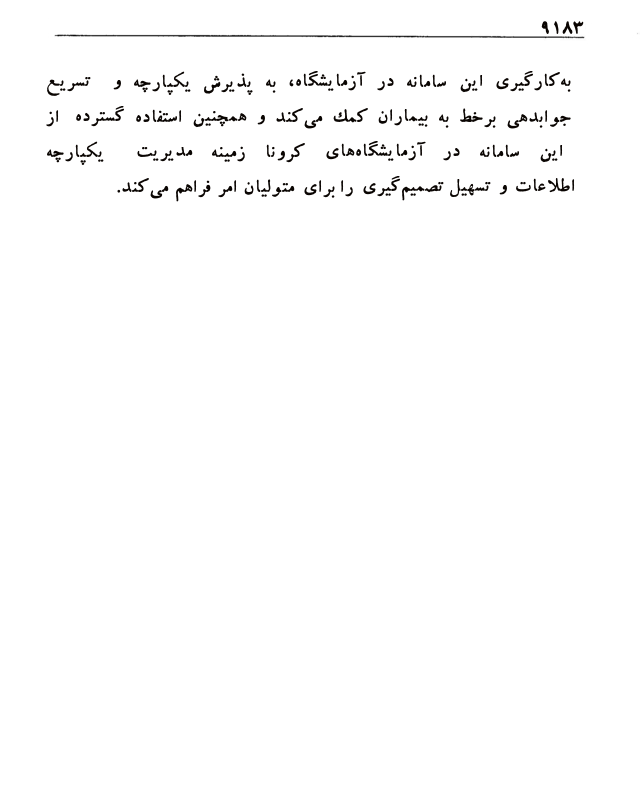 ۹۱۸۳
به‌کارگیری این سامانه در آزمایشگاه، به پذیرش یکپارچه و تسریع
جوابدهی برخط به بیماران کمك می‌کند و همچنین استفاده گسترده از
این سامانه در آزمایشگاه‌های کرونا زمینه مدیریت یکپارچه
اطلاعات و تسهیل تصمیم‌گیری را برای متولیان امر فراهم می‌کند.